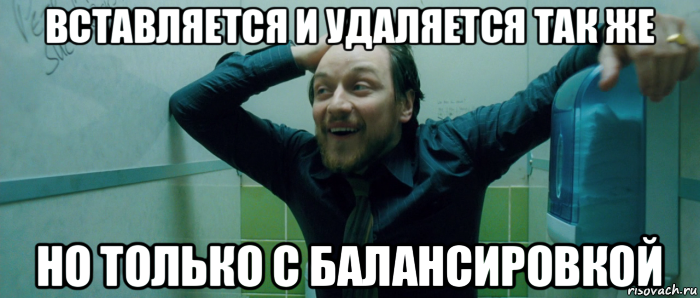 ВСТАВЛЯЕТСЯ И УДАЛЯЕТСЯ ТАК ЖЕ
НО ТОЛЬКО С БАЛАНСИРОВКОЙ
risovach.ru